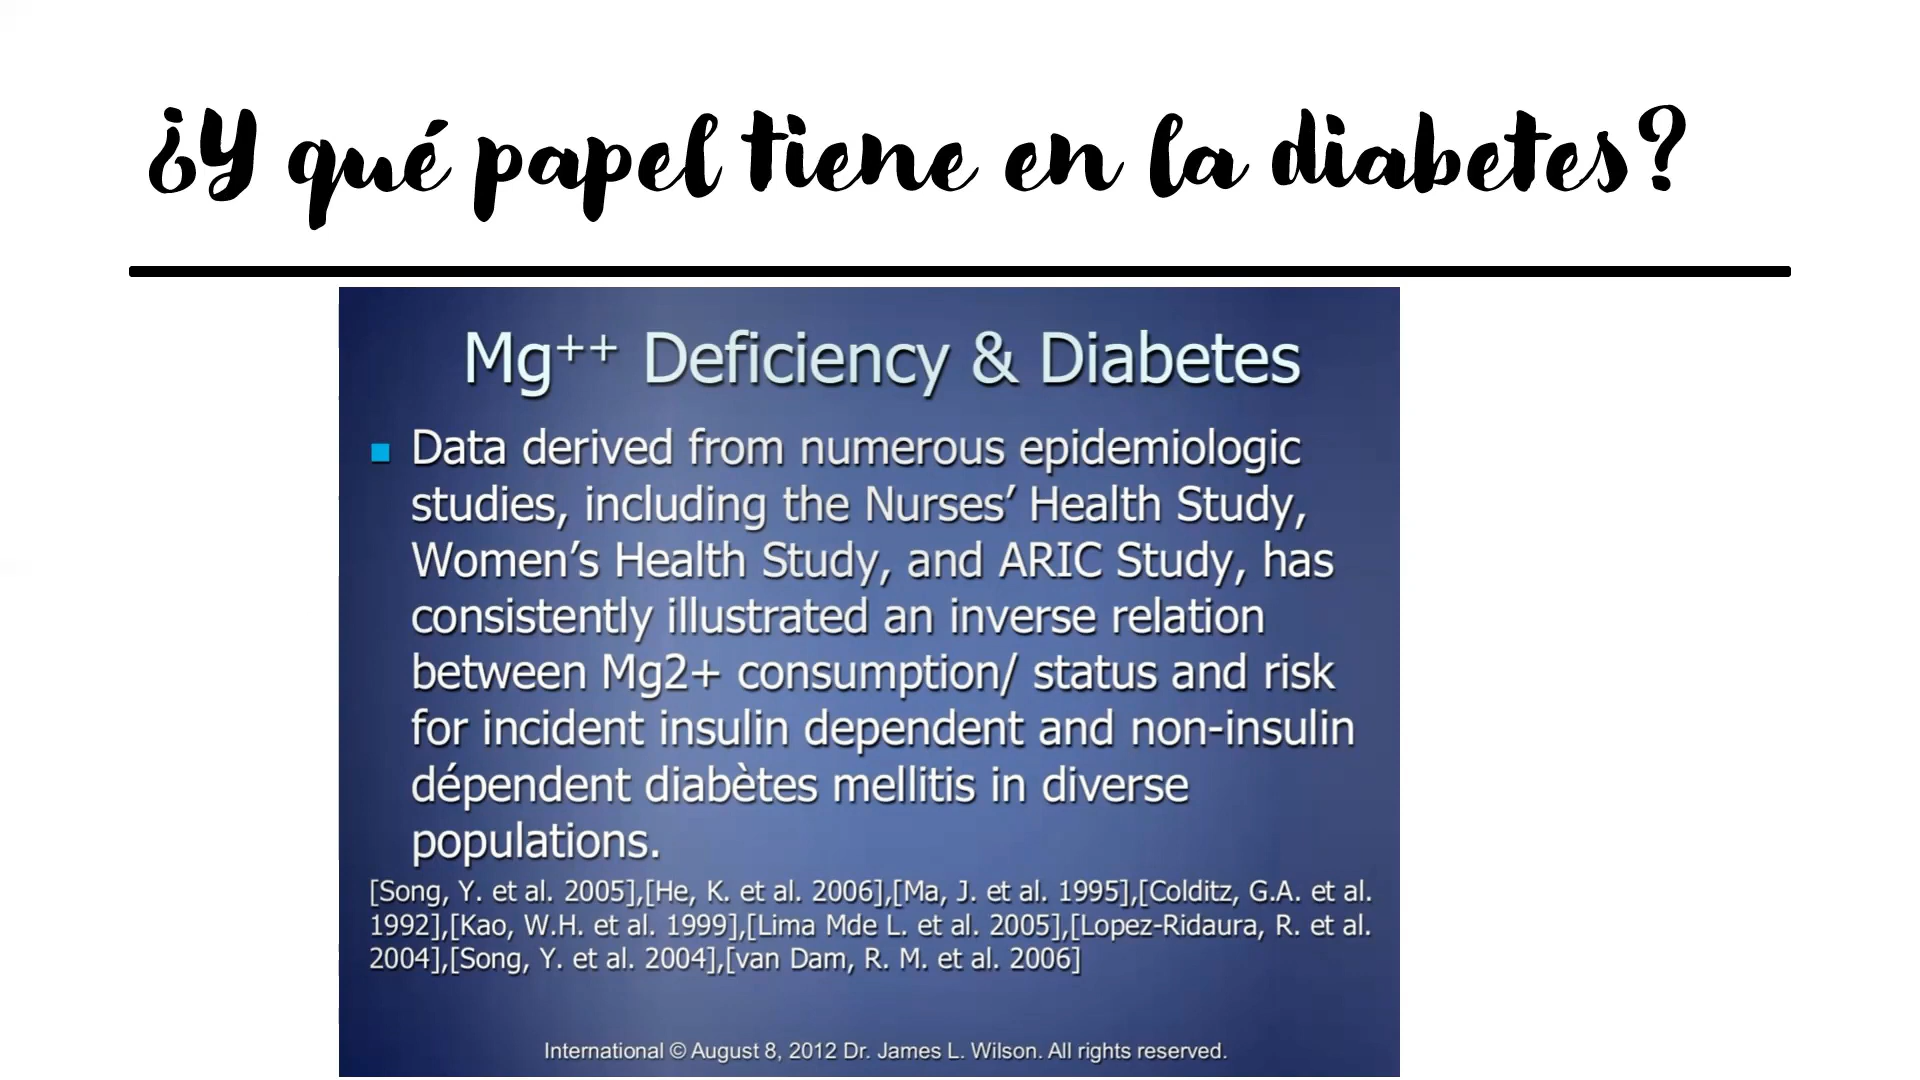 ¿Y qué papel tiene en la diabetes?
Mg⁺⁺ Deficiency & Diabetes
Data derived from numerous epidemiologic
studies, including the Nurses’ Health Study,
Women’s Health Study, and ARIC Study, has
consistently illustrated an inverse relation
between Mg2+ consumption/ status and risk
for incident insulin dependent and non-insulin
dépendent diabètes mellitis in diverse
populations.
[Song, Y. et al. 2005],[He, K. et al. 2006],[Ma, J. et al. 1995],[Colditz, G.A. et al.
1992],[Kao, W.H. et al. 1999],[Lima Mde L. et al. 2005],[Lopez-Ridaura, R. et al.
2004],[Song, Y. et al. 2004],[van Dam, R. M. et al. 2006]
International © August 8, 2012 Dr. James L. Wilson. All rights reserved.